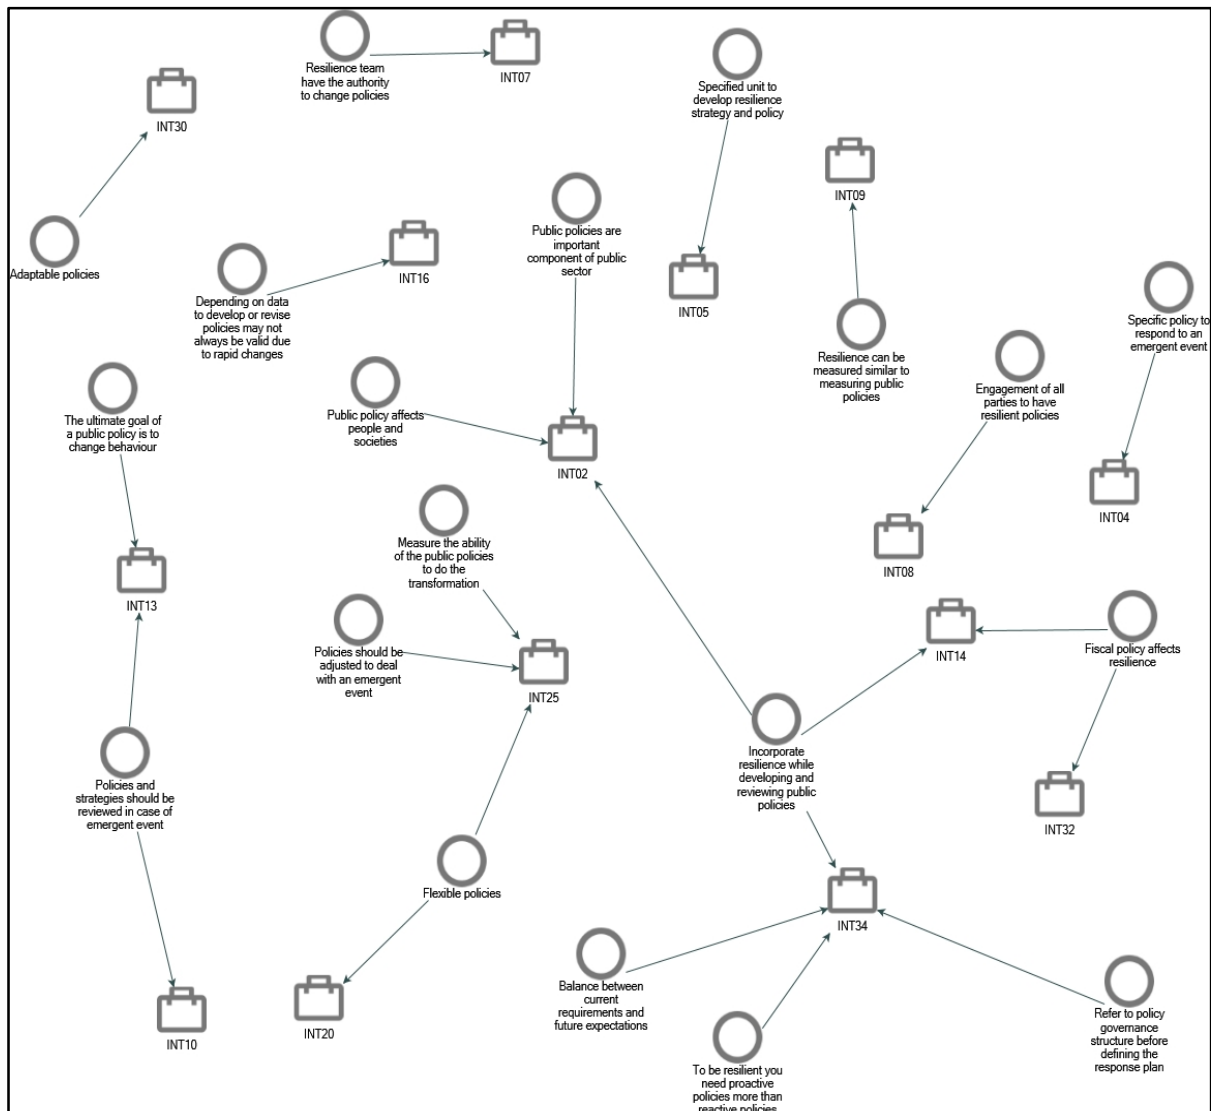 Resilience team
have the authority
to change policies
INT07
Specified unit to
develop resilience
strategy and policy
INT30
INT09
Adaptable policies
Depending on data
to develop or revise
policies may not
always be valid due
to rapid changes
INT16
Public policies are
important
component of public
sector
INT05
Resilience can be
measured similar to
measuring public
policies
Specific policy to
respond to an
emergent event
Engagement of all
parties to have
resilient policies
The ultimate goal of
a public policy is to
change behaviour
Public policy affects
people and
societies
INT02
INT04
INT08
Measure the ability
of the public policies
to do the
transformation
INT13
Policies should be
adjusted to deal
with an emergent
event
INT25
INT14
Fiscal policy affects
resilience
Policies and
strategies should be
reviewed in case of
emergent event
Incorporate
resilience while
developing and
reviewing public
policies
INT32
Flexible policies
INT34
INT10
INT20
Balance between
current
requirements and
future expectations
Refer to policy
governance
structure before
defining the
response plan
To be resilient you
need proactive
policies more than
reactive policies